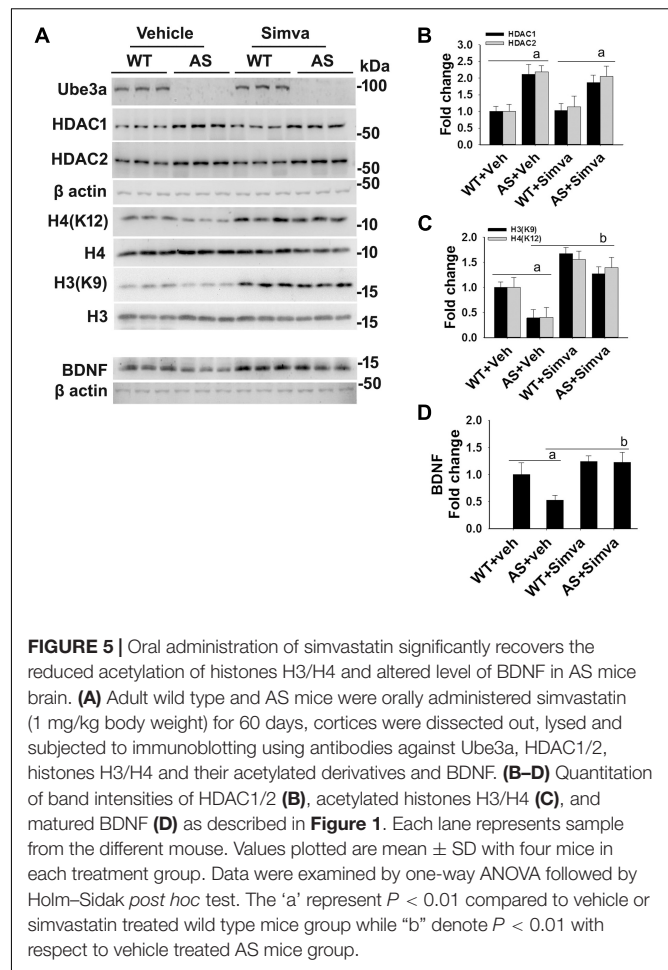 A
Vehicle Simva
WT AS WT AS kDa
Ube3a -100
HDAC1
-50
HDAC2
-50
β actin -50
H4(K12) -10
H4 -10
H3(K9)
-15
H3
BDNF -15
-50
β actin
B
HDAC1
HDAC2
Fold change
3.0
2.5
2.0
1.5
1.0
0.5
0.0
a a
WT+Veh AS+Veh WT+Simva AS+Simva
C
H3(K9)
H4(K12)
Fold change
2.0
1.5
1.0
0.5
0.0
a b
WT+Veh AS+Veh WT+Simva AS+Simva
D
BDNF
Fold change
2.0
1.5
1.0
0.5
0.0
a b
WT+veh AS+veh WT+Simva AS+Simva
FIGURE 5 | Oral administration of simvastatin significantly recovers the
reduced acetylation of histones H3/H4 and altered level of BDNF in AS mice
brain. (A) Adult wild type and AS mice were orally administered simvastatin
(1 mg/kg body weight) for 60 days, cortices were dissected out, lysed and
subjected to immunoblotting using antibodies against Ube3a, HDAC1/2,
histones H3/H4 and their acetylated derivatives and BDNF. (B–D) Quantitation
of band intensities of HDAC1/2 (B), acetylated histones H3/H4 (C), and
matured BDNF (D) as described in Figure 1. Each lane represents sample
from the different mouse. Values plotted are mean ± SD with four mice in
each treatment group. Data were examined by one-way ANOVA followed by
Holm–Sidak post hoc test. The ‘a’ represent P < 0.01 compared to vehicle or
simvastatin treated wild type mice group while “b” denote P < 0.01 with
respect to vehicle treated AS mice group.